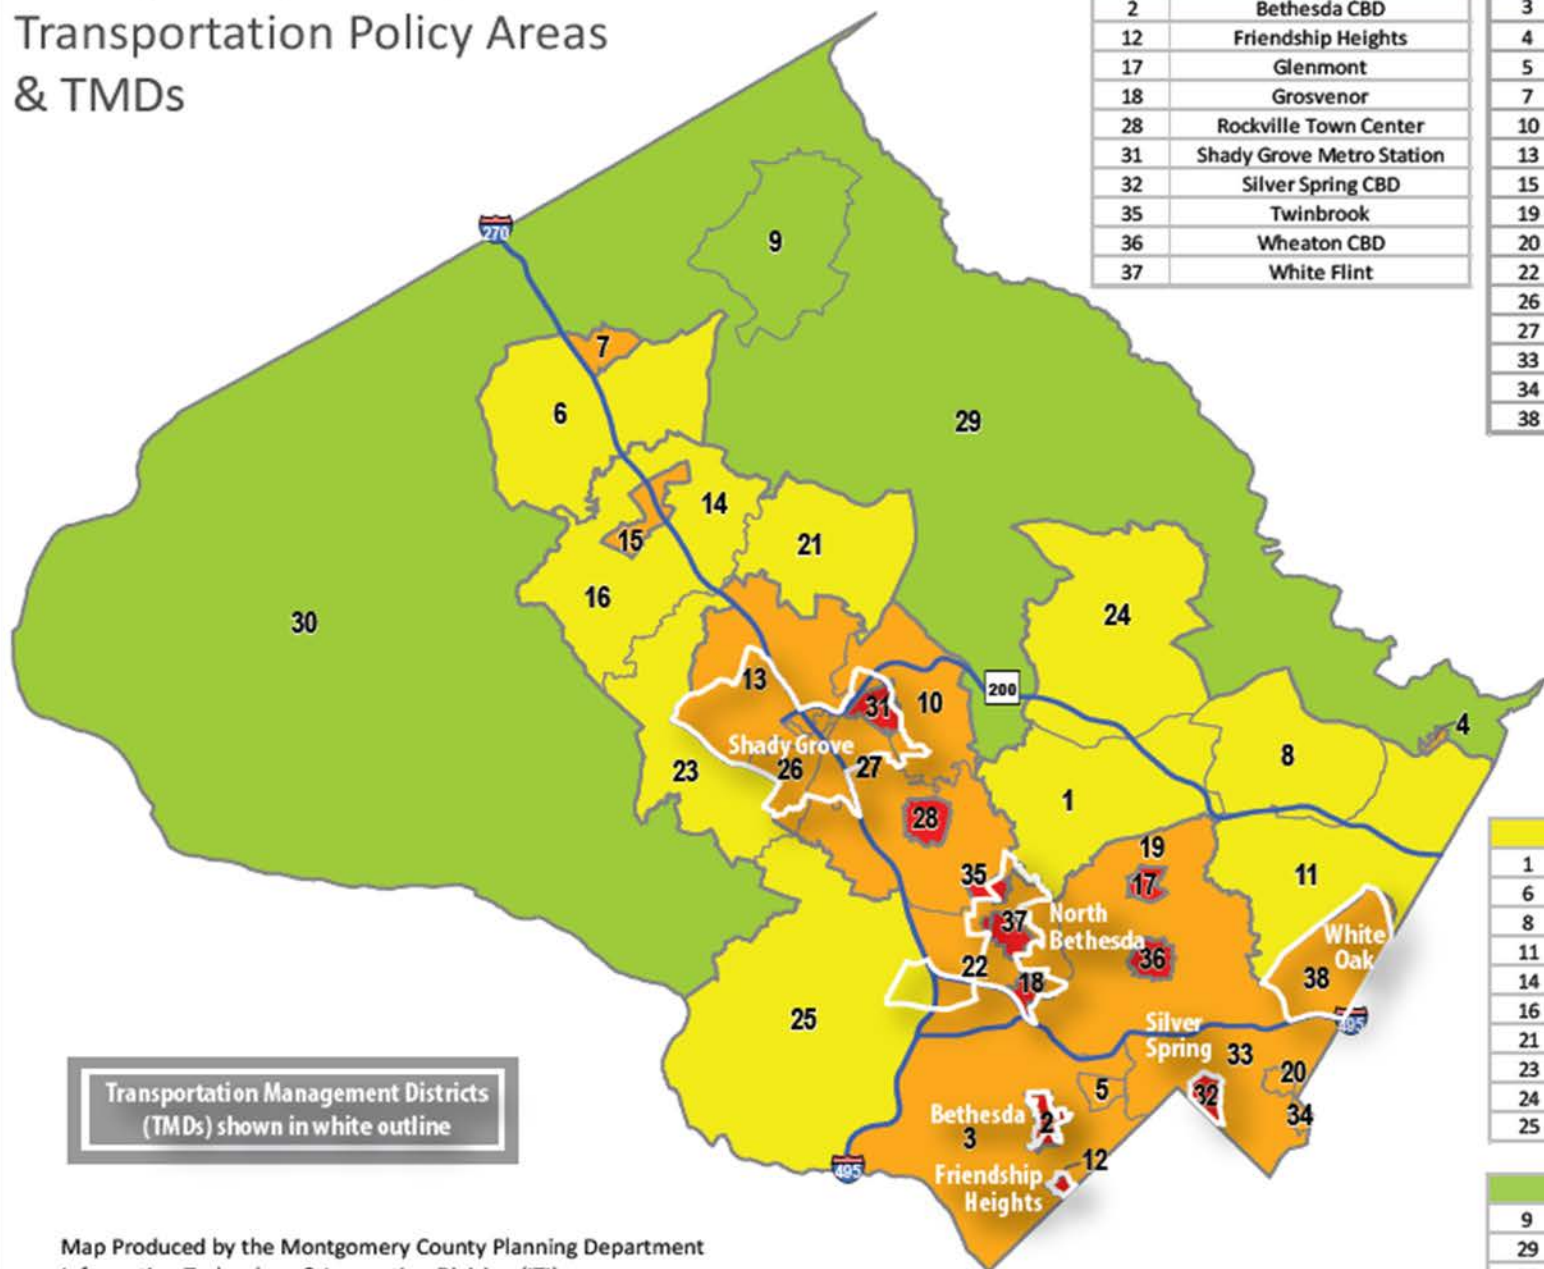 Transportation Policy Areas
& TMDs
2 Bethesda CBD
12 Friendship Heights
17 Glenmont
18 Grosvenor
28 Rockville Town Center
31 Shady Grove Metro Station
32 Silver Spring CBD
35 Twinbrook
36 Wheaton CBD
37 White Flint
3
4
5
7
10
13
15
19
20
22
26
27
33
34
38
270
9
7
6
29
14
15
21
16
30
24
200
13
31
10
4
Shady Grove
23
26
27
8
1
28
19
11
35
17
37
North
Bethesda
36
White
Oak
22
18
38
25
495
Silver
Spring
33
20
5
32
34
Bethesda
2
3
12
Friendship
Heights
495
1
6
8
11
14
16
21
23
24
25
9
29
Transportation Management Districts
(TMDs) shown in white outline
Map Produced by the Montgomery County Planning Department